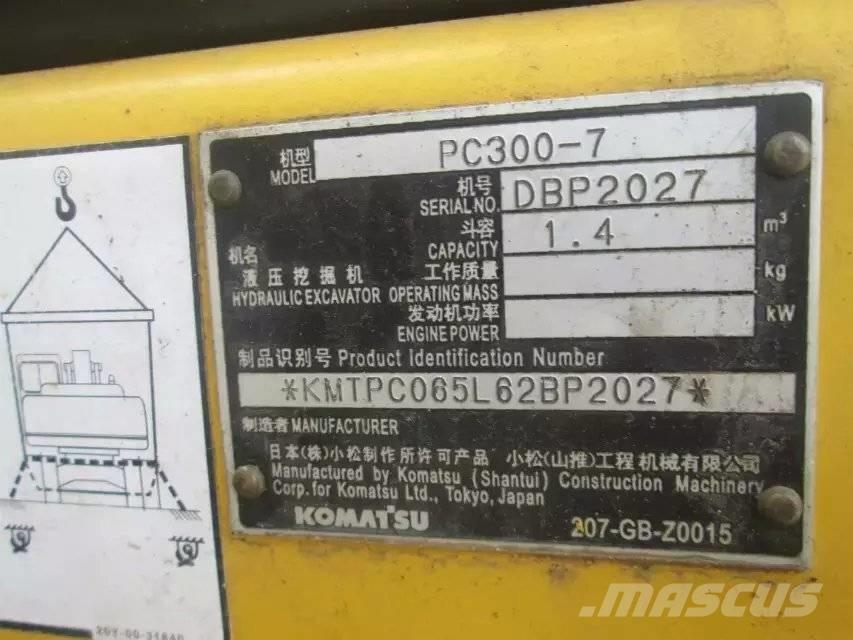 机型 MODEL PC300-7
机号 SERIAL NO. DBP2027
斗容 CAPACITY 1.4 m³
机名 液压挖掘机 HYDRAULIC EXCAVATOR
工作质量 OPERATING MASS kg
发动机功率 ENGINE POWER kW
制品识别号 Product Identification Number
*KMTPC065L62BP2027*
制造者 MANUFACTURER
日本(株)小松制作所许可产品 小松(山推)工程机械有限公司
Manufactured by Komatsu (Shantui) Construction Machinery
Corp. for Komatsu Ltd., Tokyo, Japan
KOMATSU 207-GB-Z0015
MASCUS